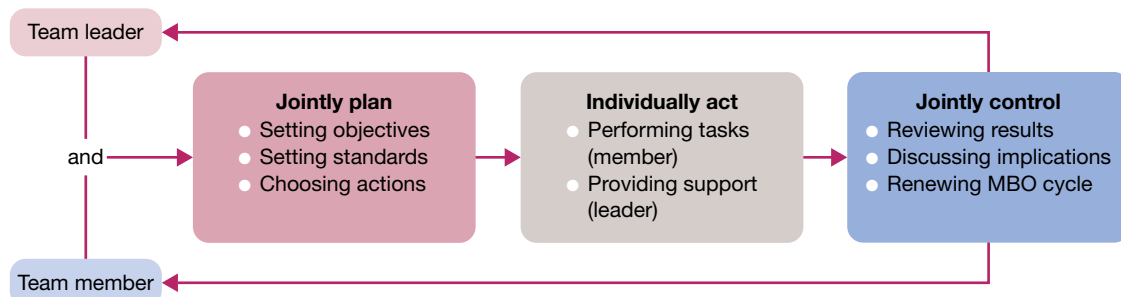 Team leader
and
Team member
Jointly plan
Setting objectives
Setting standards
Choosing actions
Individually act
Performing tasks
(member)
Providing support
(leader)
Jointly control
Reviewing results
Discussing implications
Renewing MBO cycle